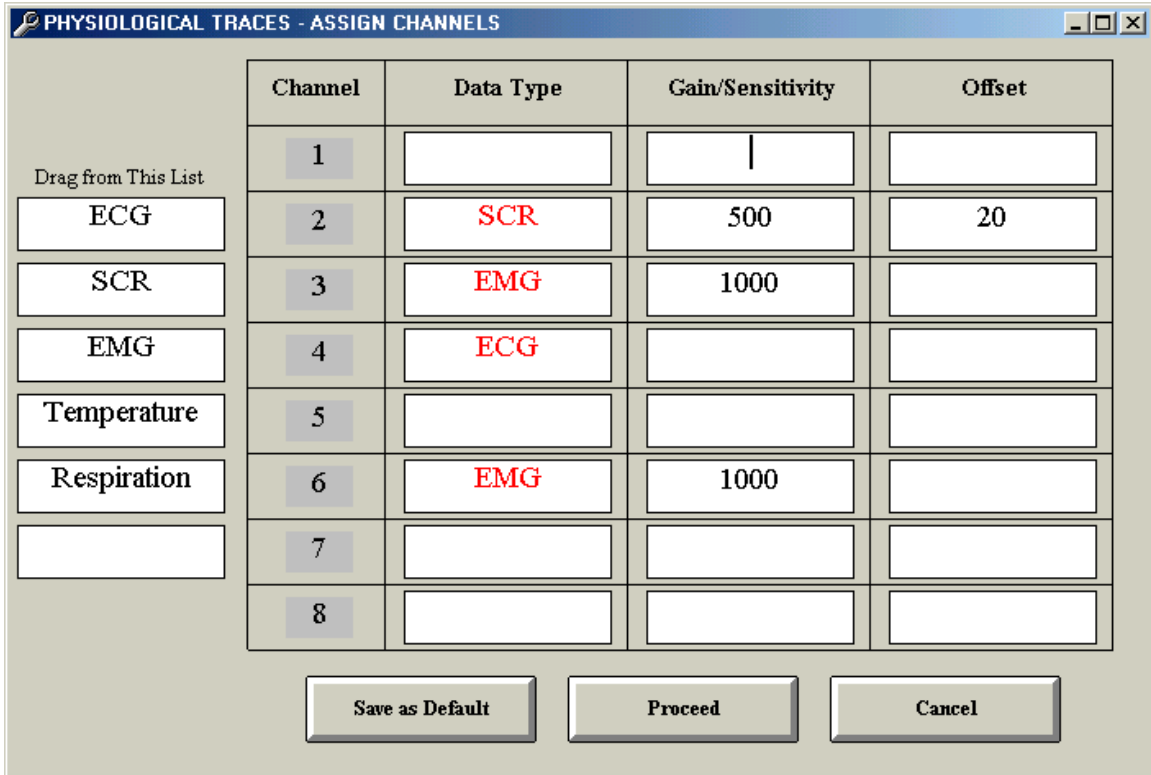 PHYSIOLOGICAL TRACES - ASSIGN CHANNELS
Channel Data Type Gain/Sensitivity Offset
1
Drag from This List
ECG
2 SCR 500 20
SCR
3 EMG 1000
EMG
4 ECG
Temperature
5
Respiration
6 EMG 1000
7
8
Save as Default Proceed Cancel